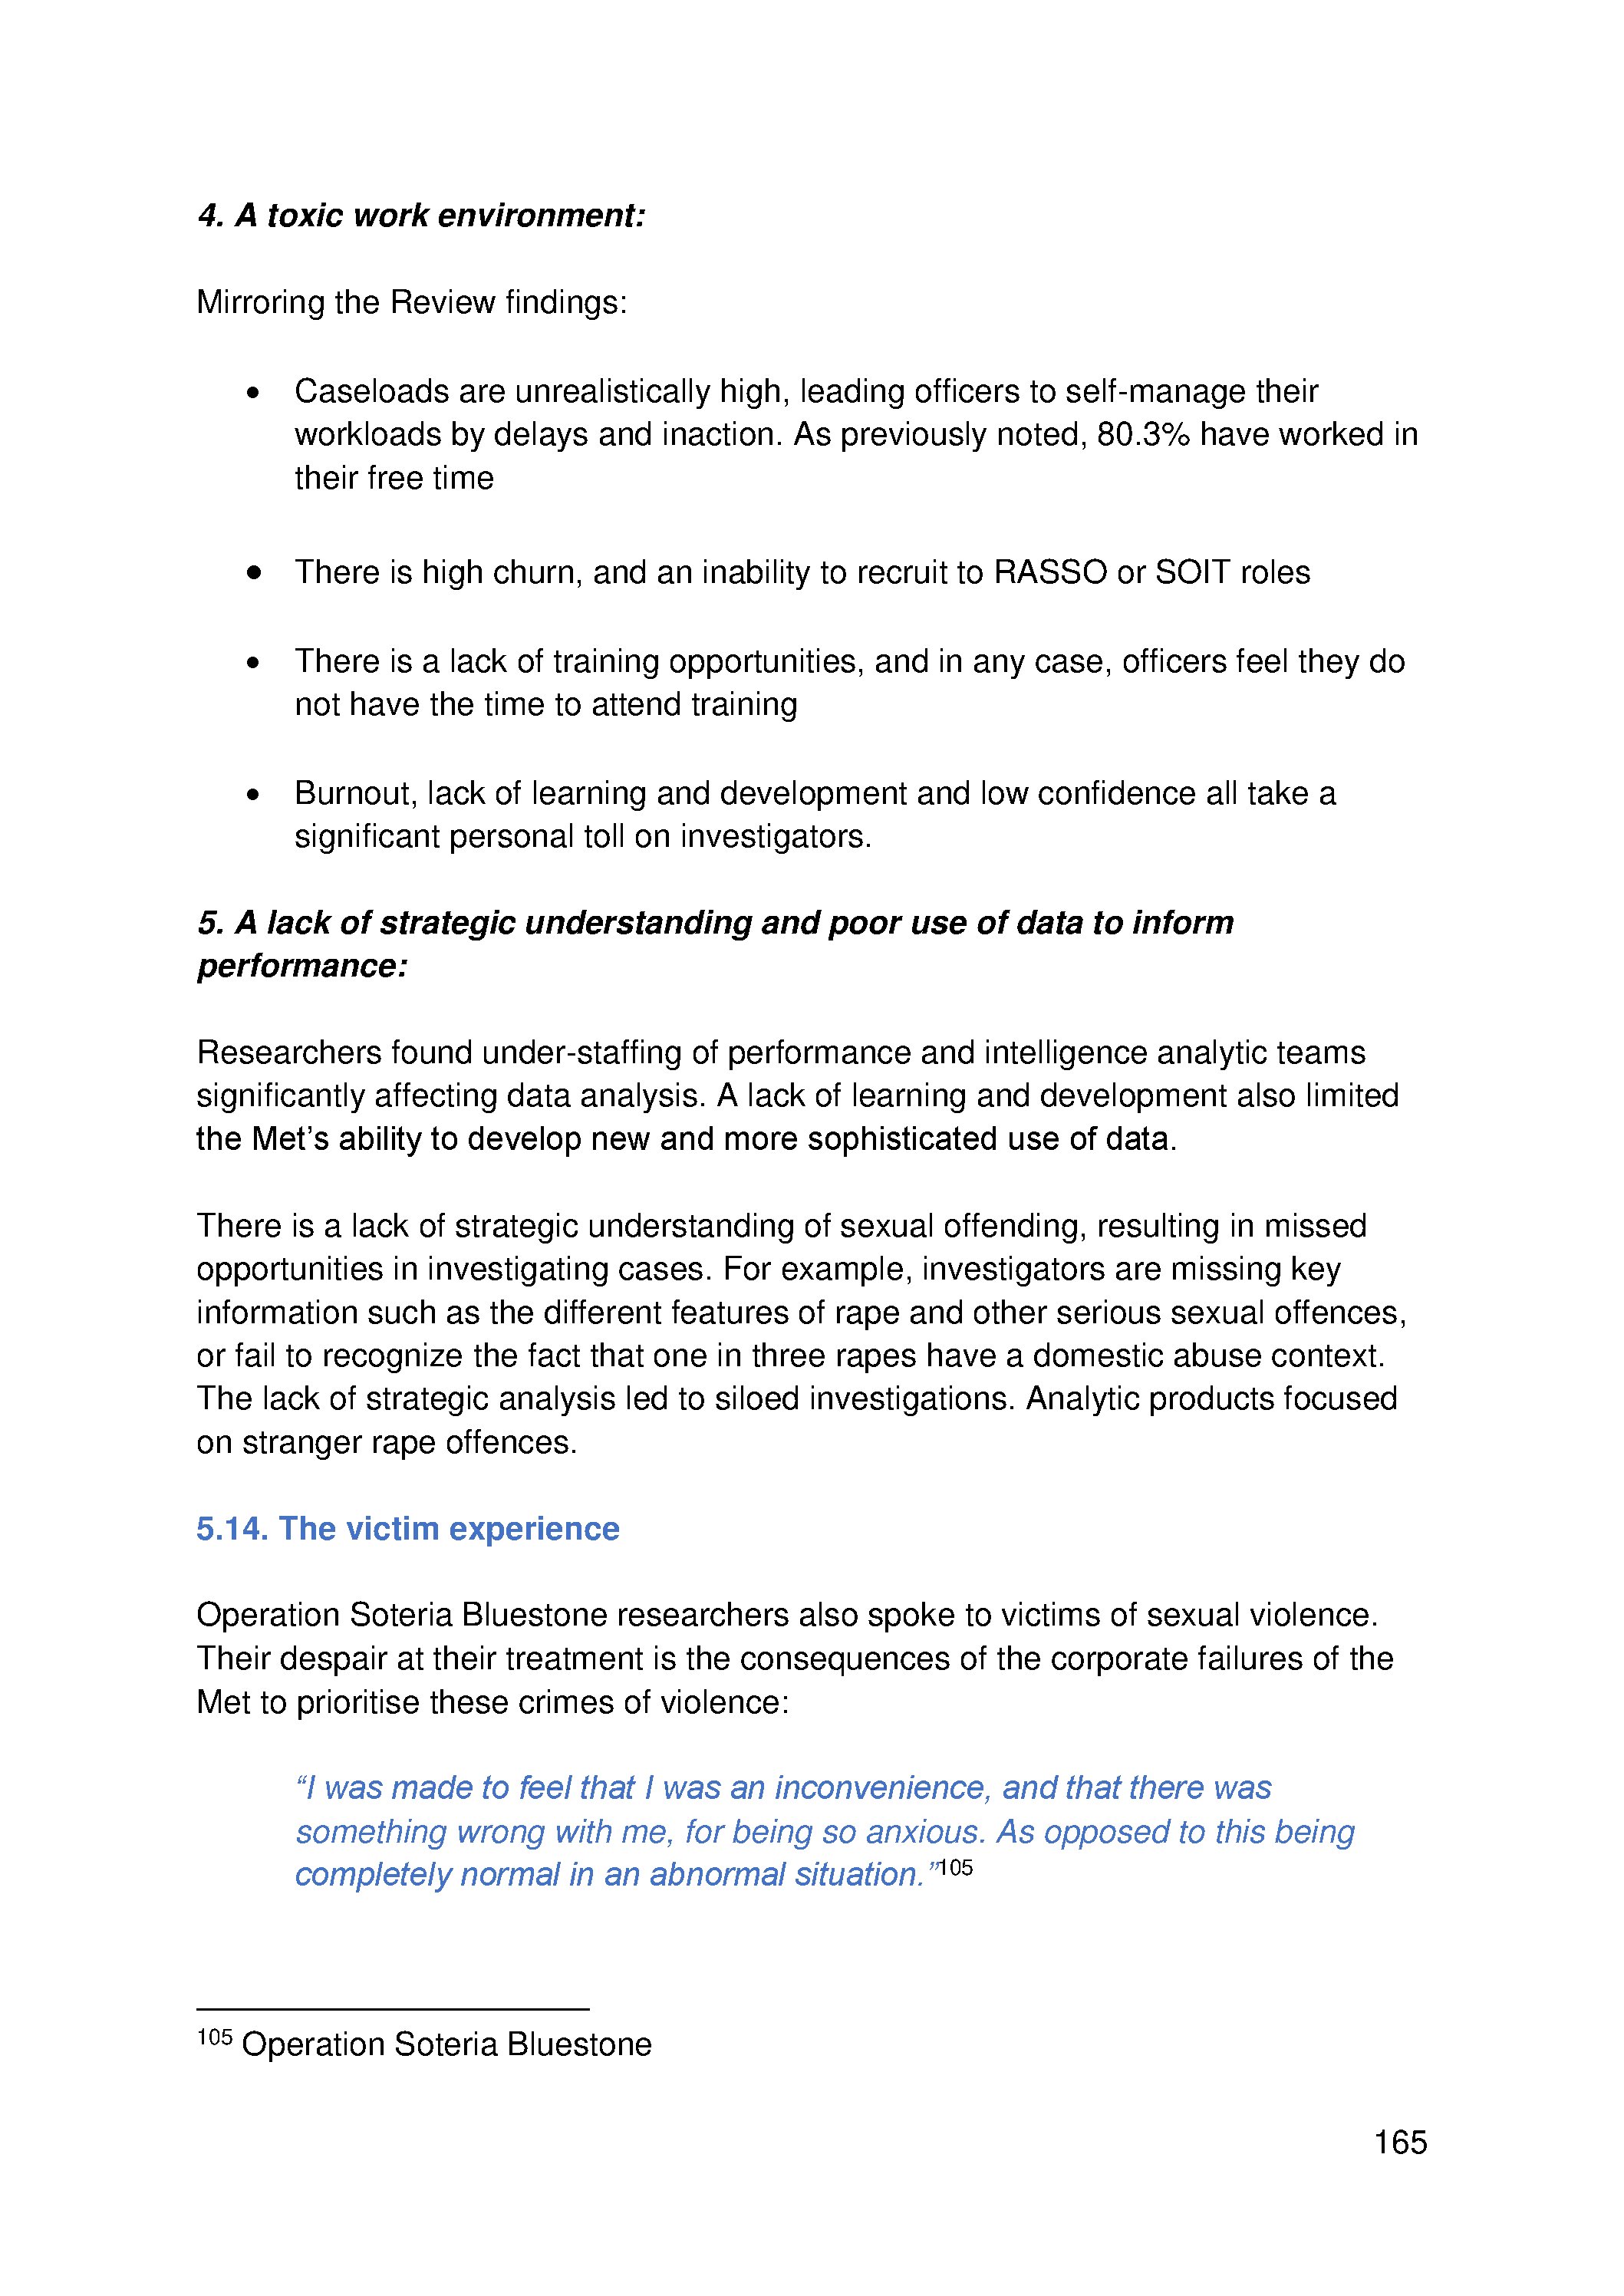 4. A toxic work environment:
Mirroring the Review findings:
• Caseloads are unrealistically high, leading officers to self-manage their
workloads by delays and inaction. As previously noted, 80.3% have worked in
their free time
• There is high churn, and an inability to recruit to RASSO or SOIT roles
• There is a lack of training opportunities, and in any case, officers feel they do
not have the time to attend training
• Burnout, lack of learning and development and low confidence all take a
significant personal toll on investigators.
5. A lack of strategic understanding and poor use of data to inform
performance:
Researchers found under-staffing of performance and intelligence analytic teams
significantly affecting data analysis. A lack of learning and development also limited
the Met’s ability to develop new and more sophisticated use of data.
There is a lack of strategic understanding of sexual offending, resulting in missed
opportunities in investigating cases. For example, investigators are missing key
information such as the different features of rape and other serious sexual offences,
or fail to recognize the fact that one in three rapes have a domestic abuse context.
The lack of strategic analysis led to siloed investigations. Analytic products focused
on stranger rape offences.
5.14. The victim experience
Operation Soteria Bluestone researchers also spoke to victims of sexual violence.
Their despair at their treatment is the consequences of the corporate failures of the
Met to prioritise these crimes of violence:
“I was made to feel that I was an inconvenience, and that there was
something wrong with me, for being so anxious. As opposed to this being
completely normal in an abnormal situation.”105
105 Operation Soteria Bluestone
165